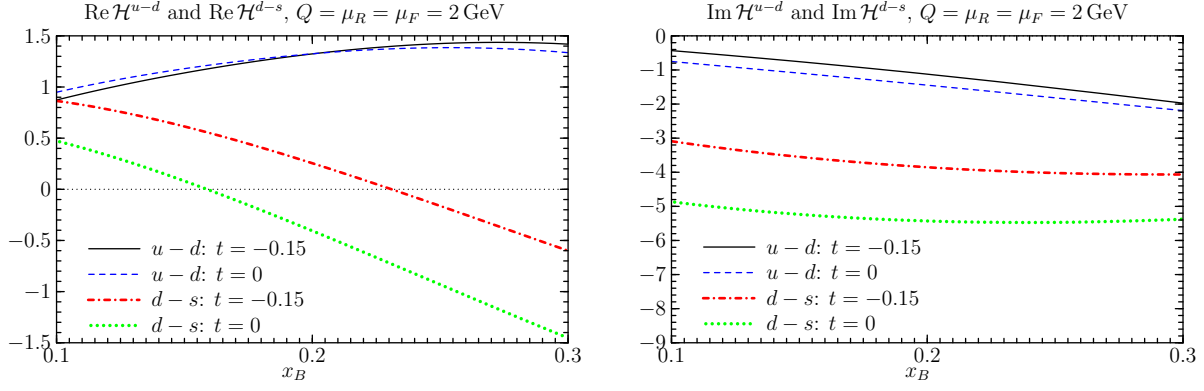 Re ℋ^{u−d} and Re ℋ^{d−s}, Q = μ_R = μ_F = 2 GeV
1.5
1
0.5
0
−0.5
−1
−1.5
u − d: t = −0.15
u − d: t = 0
d − s: t = −0.15
d − s: t = 0
0.1
0.2
0.3
x_B
Im ℋ^{u−d} and Im ℋ^{d−s}, Q = μ_R = μ_F = 2 GeV
0
−1
−2
−3
−4
−5
−6
−7
−8
−9
u − d: t = −0.15
u − d: t = 0
d − s: t = −0.15
d − s: t = 0
0.1
0.2
0.3
x_B